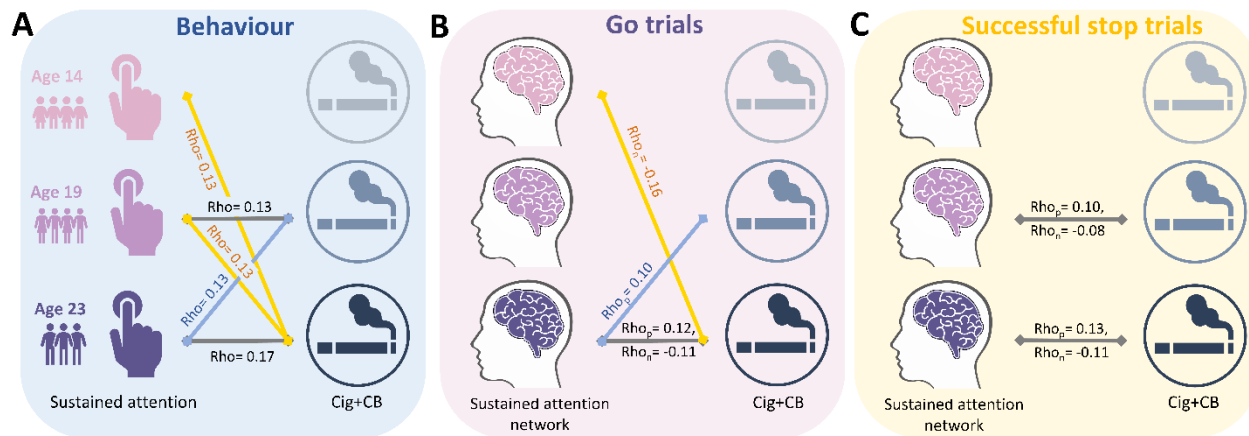 A
Behaviour
Age 14
Rho= 0.13
Age 19
Rho= 0.13
Rho= 0.13
Rho= 0.13
Age 23
Rho= 0.17
Sustained attention
Cig+CB
B
Go trials
Rhoₙ= -0.16
Rhoₚ= 0.10
Rhoₚ= 0.12,
Rhoₙ= -0.11
Sustained attention
network
Cig+CB
C
Successful stop trials
Rhoₚ= 0.10,
Rhoₙ= -0.08
Rhoₚ= 0.13,
Rhoₙ= -0.11
Sustained attention
network
Cig+CB